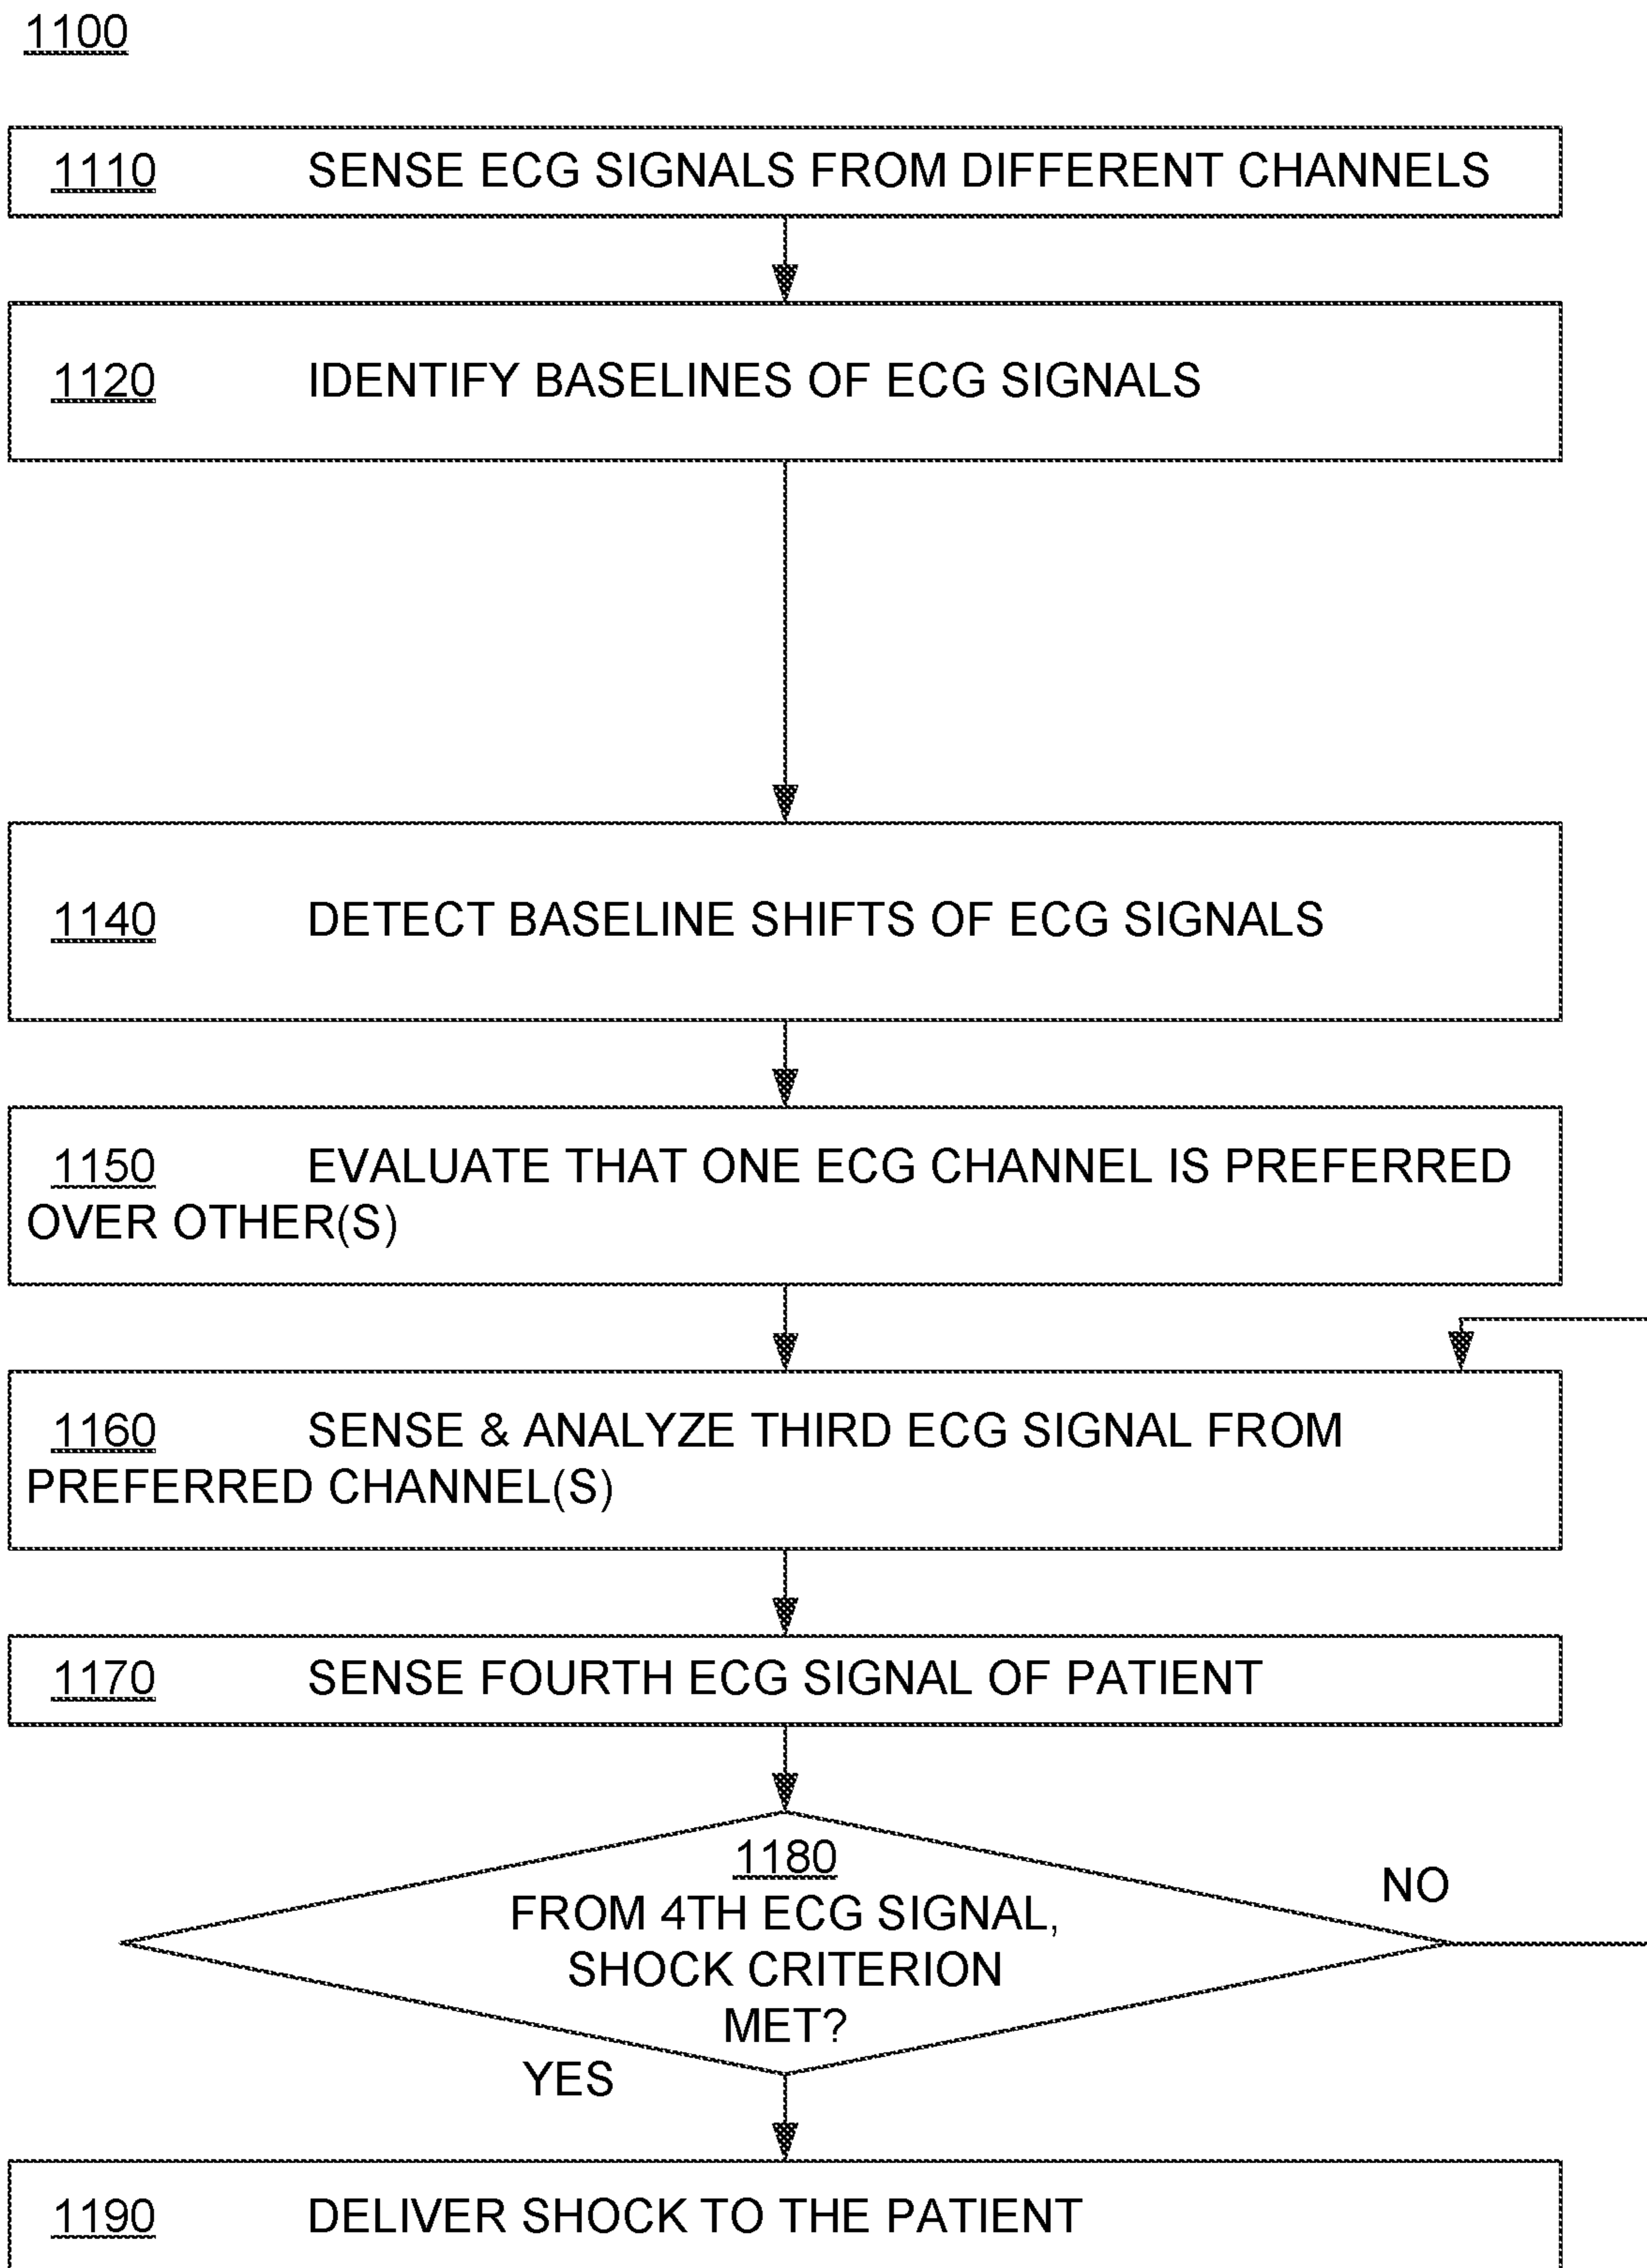 1100
1110 SENSE ECG SIGNALS FROM DIFFERENT CHANNELS
1120 IDENTIFY BASELINES OF ECG SIGNALS
1140 DETECT BASELINE SHIFTS OF ECG SIGNALS
1150 EVALUATE THAT ONE ECG CHANNEL IS PREFERRED
OVER OTHER(S)
1160 SENSE & ANALYZE THIRD ECG SIGNAL FROM
PREFERRED CHANNEL(S)
1170 SENSE FOURTH ECG SIGNAL OF PATIENT
1180
FROM 4TH ECG SIGNAL,
SHOCK CRITERION
MET?
NO
YES
1190 DELIVER SHOCK TO THE PATIENT